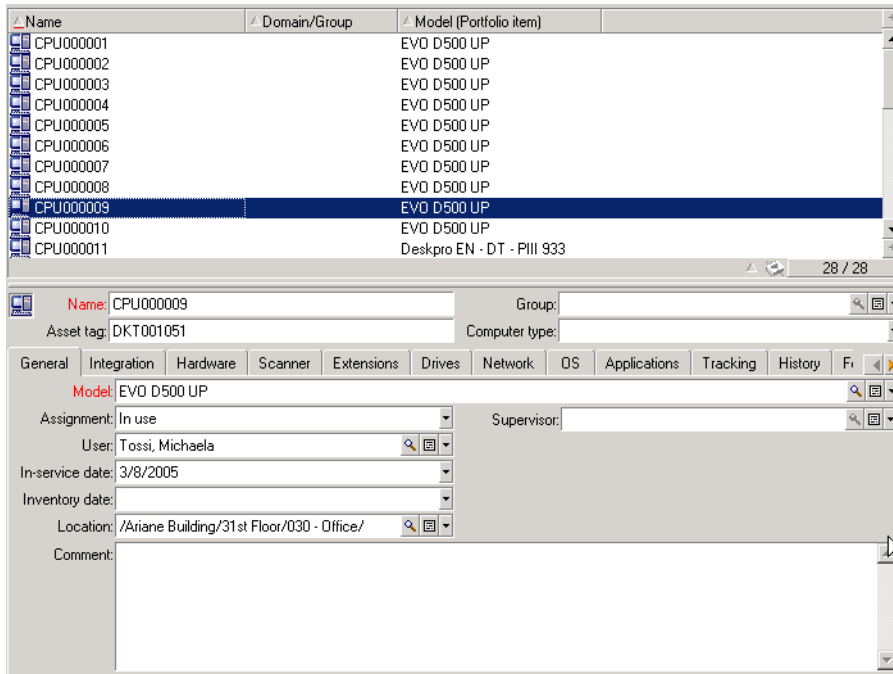 Name Domain/Group Model (Portfolio item)
CPU000001 EVO D500 UP
CPU000002 EVO D500 UP
CPU000003 EVO D500 UP
CPU000004 EVO D500 UP
CPU000005 EVO D500 UP
CPU000006 EVO D500 UP
CPU000007 EVO D500 UP
CPU000008 EVO D500 UP
CPU000009 EVO D500 UP
CPU000010 EVO D500 UP
CPU000011 Deskpro EN - DT - PIII 933
28 / 28
Name: CPU000009 Group:
Asset tag: DKT001051 Computer type:
General Integration Hardware Scanner Extensions Drives Network OS Applications Tracking History
Model: EVO D500 UP
Assignment: In use Supervisor:
User: Tossi, Michaela
In-service date: 3/8/2005
Inventory date:
Location: /Ariane Building/31st Floor/030 - Office/
Comment: